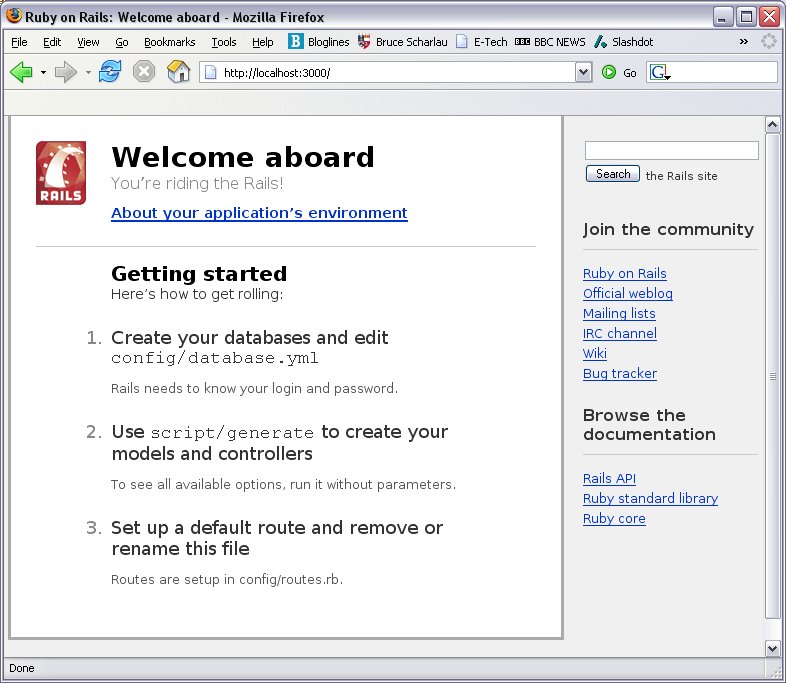 Ruby on Rails: Welcome aboard - Mozilla Firefox
File Edit View Go Bookmarks Tools Help B Bloglines Bruce Scharlau E-Tech BBC BBC NEWS Slashdot »
http://localhost:3000/ Go G
RAILS
Welcome aboard
You’re riding the Rails!
About your application’s environment
Getting started
Here’s how to get rolling:
1. Create your databases and edit
config/database.yml
Rails needs to know your login and password.
2. Use script/generate to create your
models and controllers
To see all available options, run it without parameters.
3. Set up a default route and remove or
rename this file
Routes are setup in config/routes.rb.
Search the Rails site
Join the community
Ruby on Rails
Official weblog
Mailing lists
IRC channel
Wiki
Bug tracker
Browse the
documentation
Rails API
Ruby standard library
Ruby core
Done